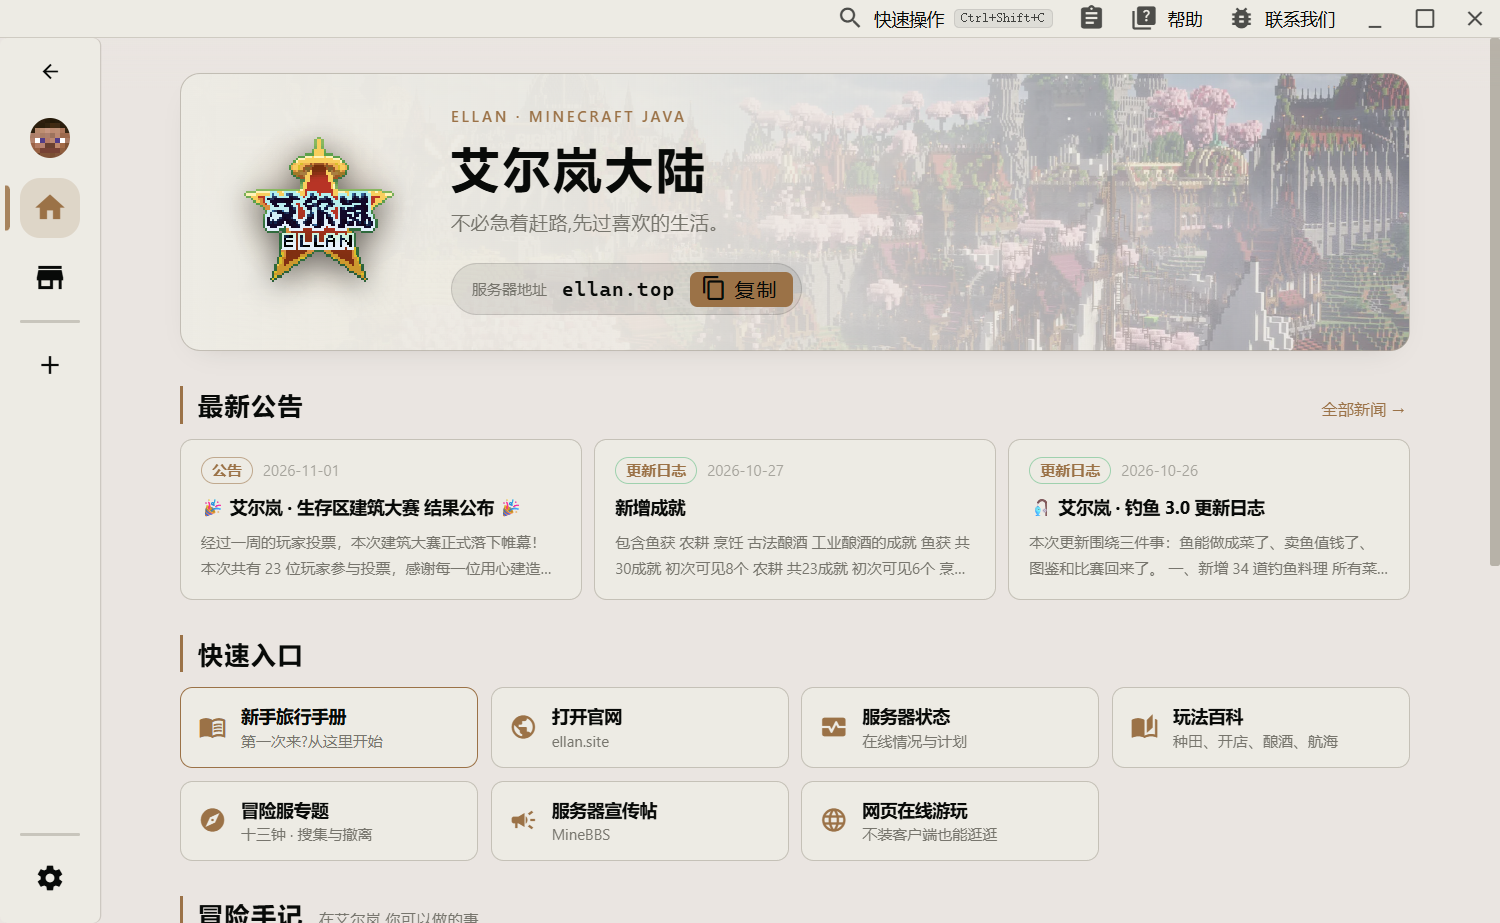 快速操作 Ctrl+Shift+C 帮助 联系我们
ELLAN · MINECRAFT JAVA
艾尔岚大陆
不必急着赶路,先过喜欢的生活。
艾尔岚
ELLAN
服务器地址 ellan.top 复制
最新公告
全部新闻 →
公告 2026-11-01
🎉 艾尔岚 · 生存区建筑大赛 结果公布 🎉
经过一周的玩家投票，本次建筑大赛正式落下帷幕！
本次共有 23 位玩家参与投票，感谢每一位用心建造...
更新日志 2026-10-27
新增成就
包含鱼获 农耕 烹饪 古法酿酒 工业酿酒的成就 鱼获 共
30成就 初次可见8个 农耕 共23成就 初次可见6个 烹...
更新日志 2026-10-26
🎣 艾尔岚 · 钓鱼 3.0 更新日志
本次更新围绕三件事：鱼能做成菜了、卖鱼值钱了、
图鉴和比赛回来了。 一、新增 34 道钓鱼料理 所有菜...
快速入口
新手旅行手册
第一次来?从这里开始
打开官网
ellan.site
服务器状态
在线情况与计划
玩法百科
种田、开店、酿酒、航海
冒险服专题
十三钟 · 搜集与撤离
服务器宣传帖
MineBBS
网页在线游玩
不装客户端也能逛逛
冒险手记 在艾尔岚,你可以做的事